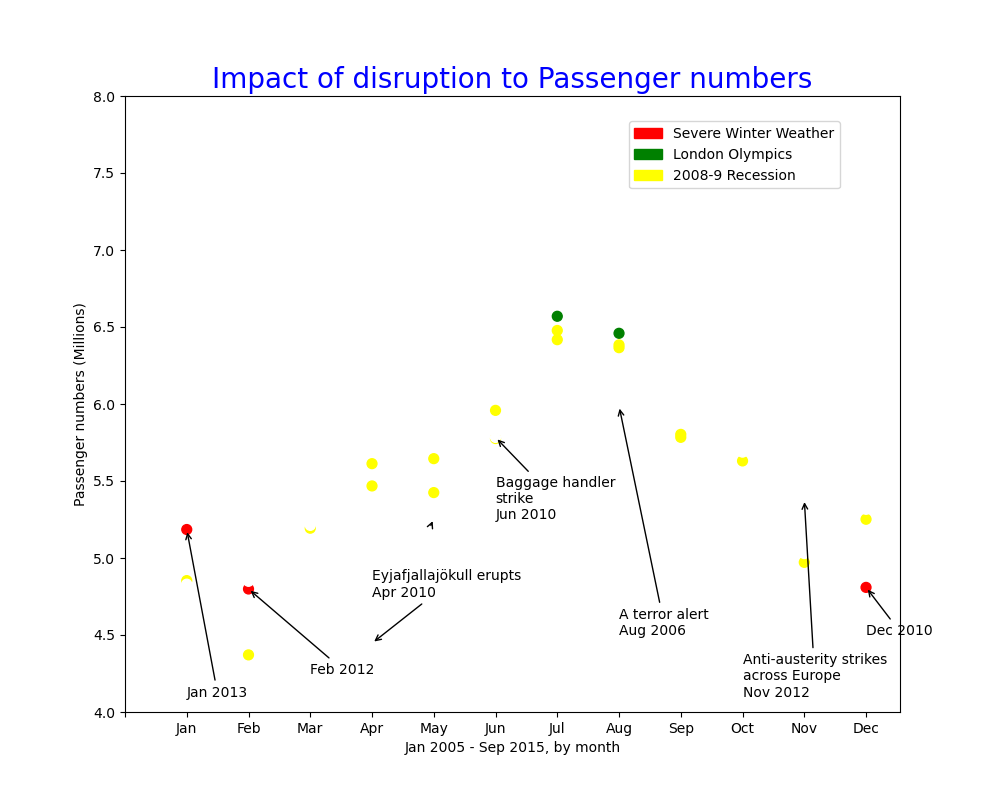 Impact of disruption to Passenger numbers
8.0
7.5
7.0
6.5
6.0
5.5
5.0
4.5
4.0
Passenger numbers (Millions)
Severe Winter Weather
London Olympics
2008-9 Recession
Baggage handler
strike
Jun 2010
Eyjafjallajökull erupts
Apr 2010
A terror alert
Aug 2006
Dec 2010
Anti-austerity strikes
across Europe
Nov 2012
Feb 2012
Jan 2013
Jan Feb Mar Apr May Jun Jul Aug Sep Oct Nov Dec
Jan 2005 - Sep 2015, by month